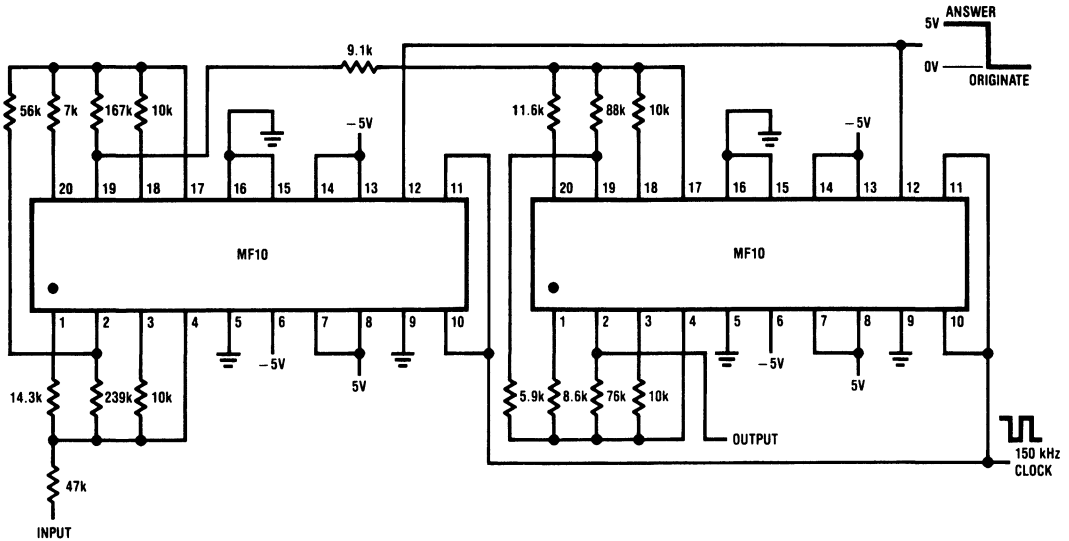 ANSWER
5V
0V
ORIGINATE
9.1k
56k
7k
167k
10k
11.6k
88k
10k
−5V
−5V
20 19 18 17 16 15 14 13 12 11
20 19 18 17 16 15 14 13 12 11
MF10
MF10
1 2 3 4 5 6 7 8 9 10
1 2 3 4 5 6 7 8 9 10
−5V
5V
−5V
5V
14.3k
239k
10k
5.9k
8.6k
76k
10k
OUTPUT
150 kHz
CLOCK
47k
INPUT